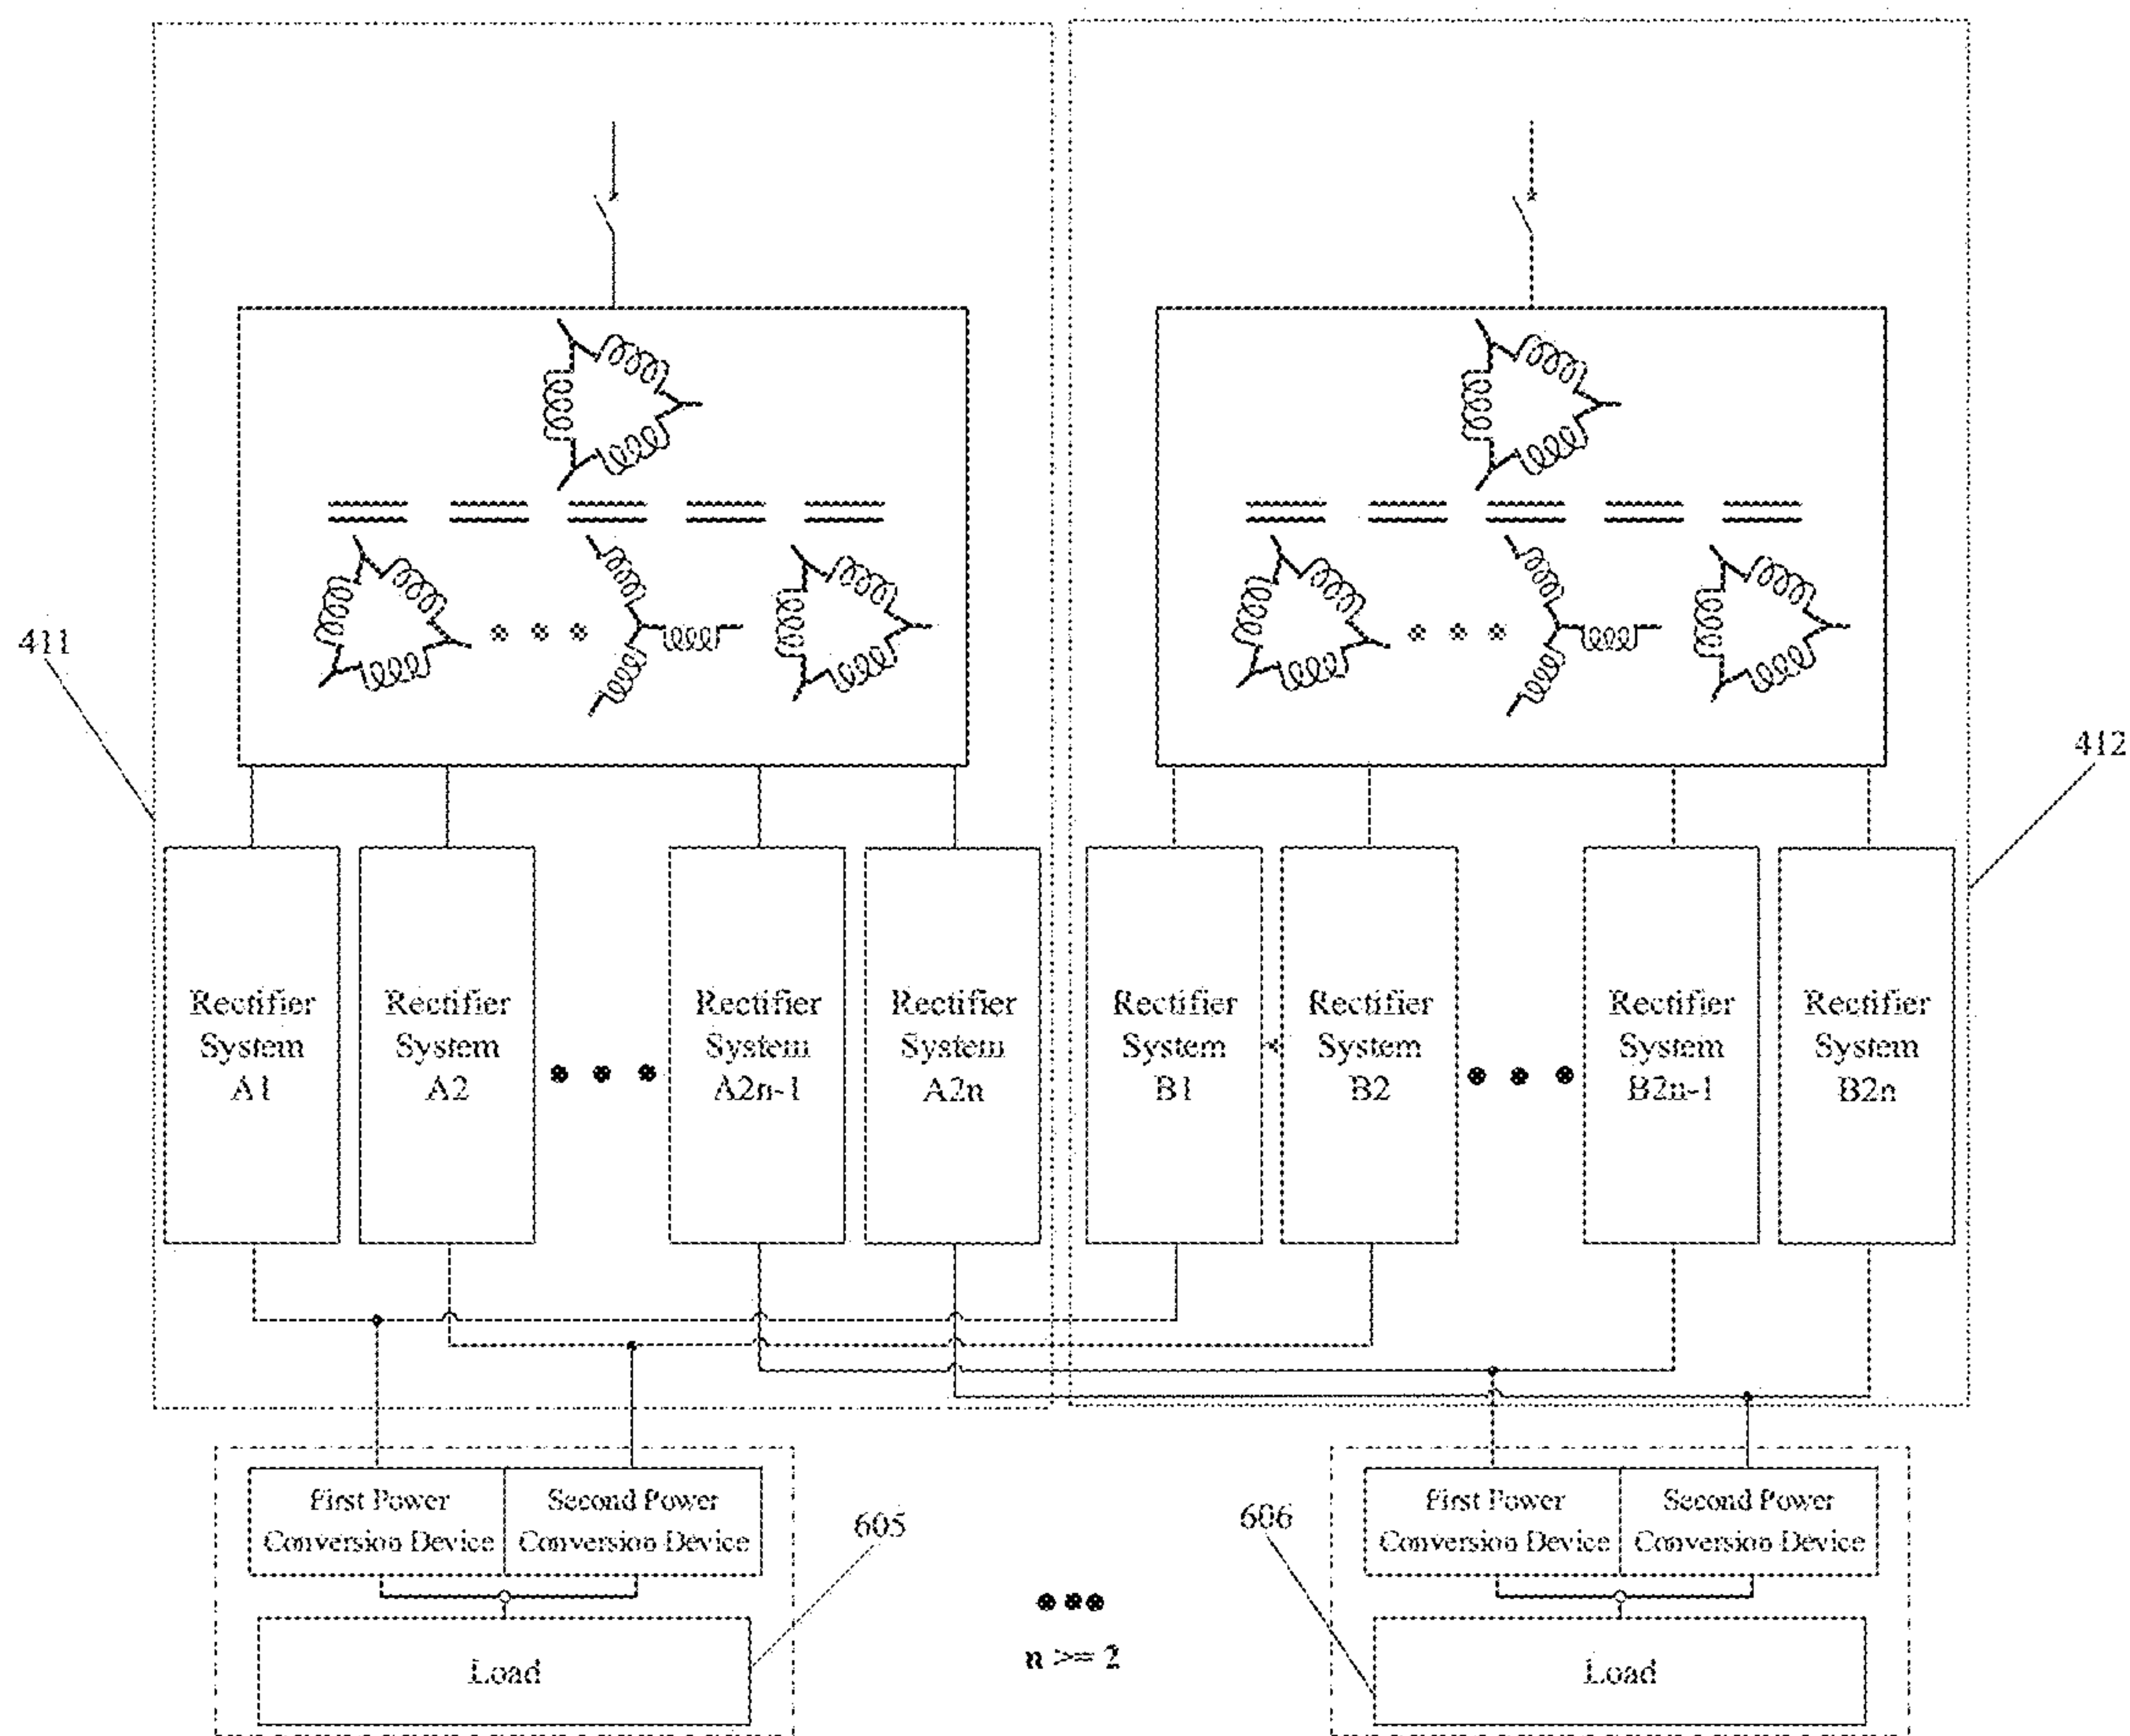 411
412
Rectifier
System
A1
Rectifier
System
A2
Rectifier
System
A2n-1
Rectifier
System
A2n
Rectifier
System
B1
Rectifier
System
B2
Rectifier
System
B2n-1
Rectifier
System
B2n
First Power
Conversion Device
Second Power
Conversion Device
605
Load
n >= 2
606
First Power
Conversion Device
Second Power
Conversion Device
Load